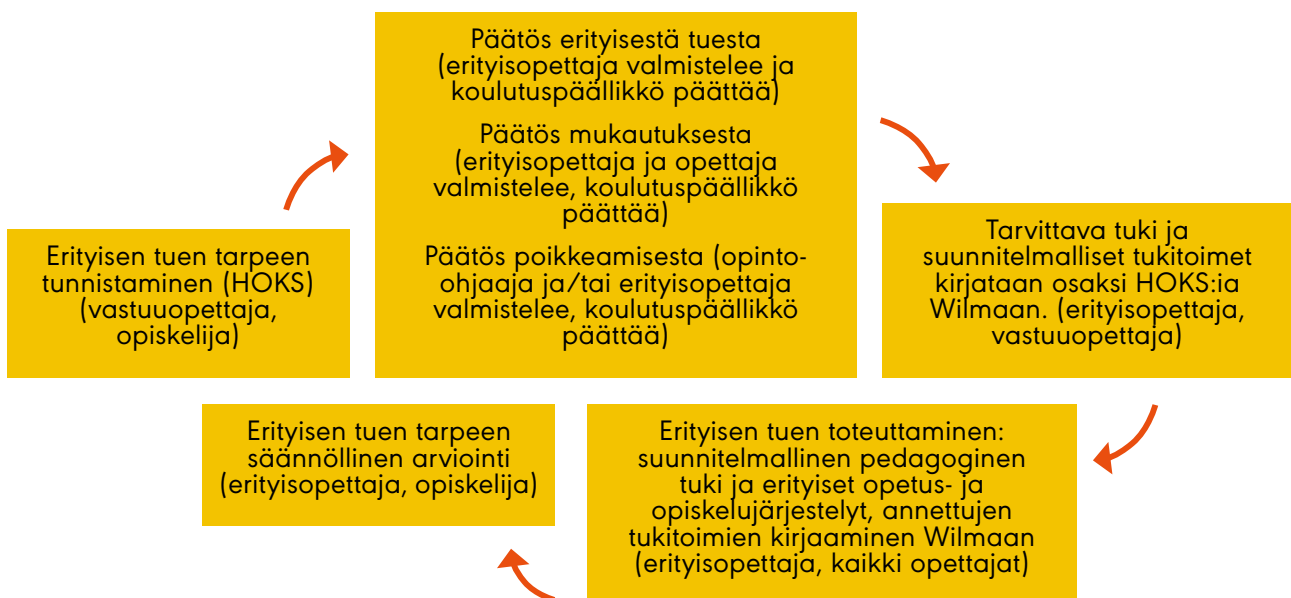 Erityisen tuen tarpeen
tunnistaminen (HOKS)
(vastuuopettaja,
opiskelija)
Päätös erityisestä tuesta
(erityisopettaja valmistelee ja
koulutuspäällikkö päättää)
Päätös mukautuksesta
(erityisopettaja ja opettaja
valmistelee, koulutuspäällikkö
päättää)
Päätös poikkeamisesta (opinto-
ohjaaja ja/tai erityisopettaja
valmistelee, koulutuspäällikkö
päättää)
Tarvittava tuki ja
suunnitelmalliset tukitoimet
kirjataan osaksi HOKS:ia
Wilmaan. (erityisopettaja,
vastuuopettaja)
Erityisen tuen toteuttaminen:
suunnitelmallinen pedagoginen
tuki ja erityiset opetus- ja
opiskelujärjestelyt, annettujen
tukitoimien kirjaaminen Wilmaan
(erityisopettaja, kaikki opettajat)
Erityisen tuen tarpeen
säännöllinen arviointi
(erityisopettaja, opiskelija)